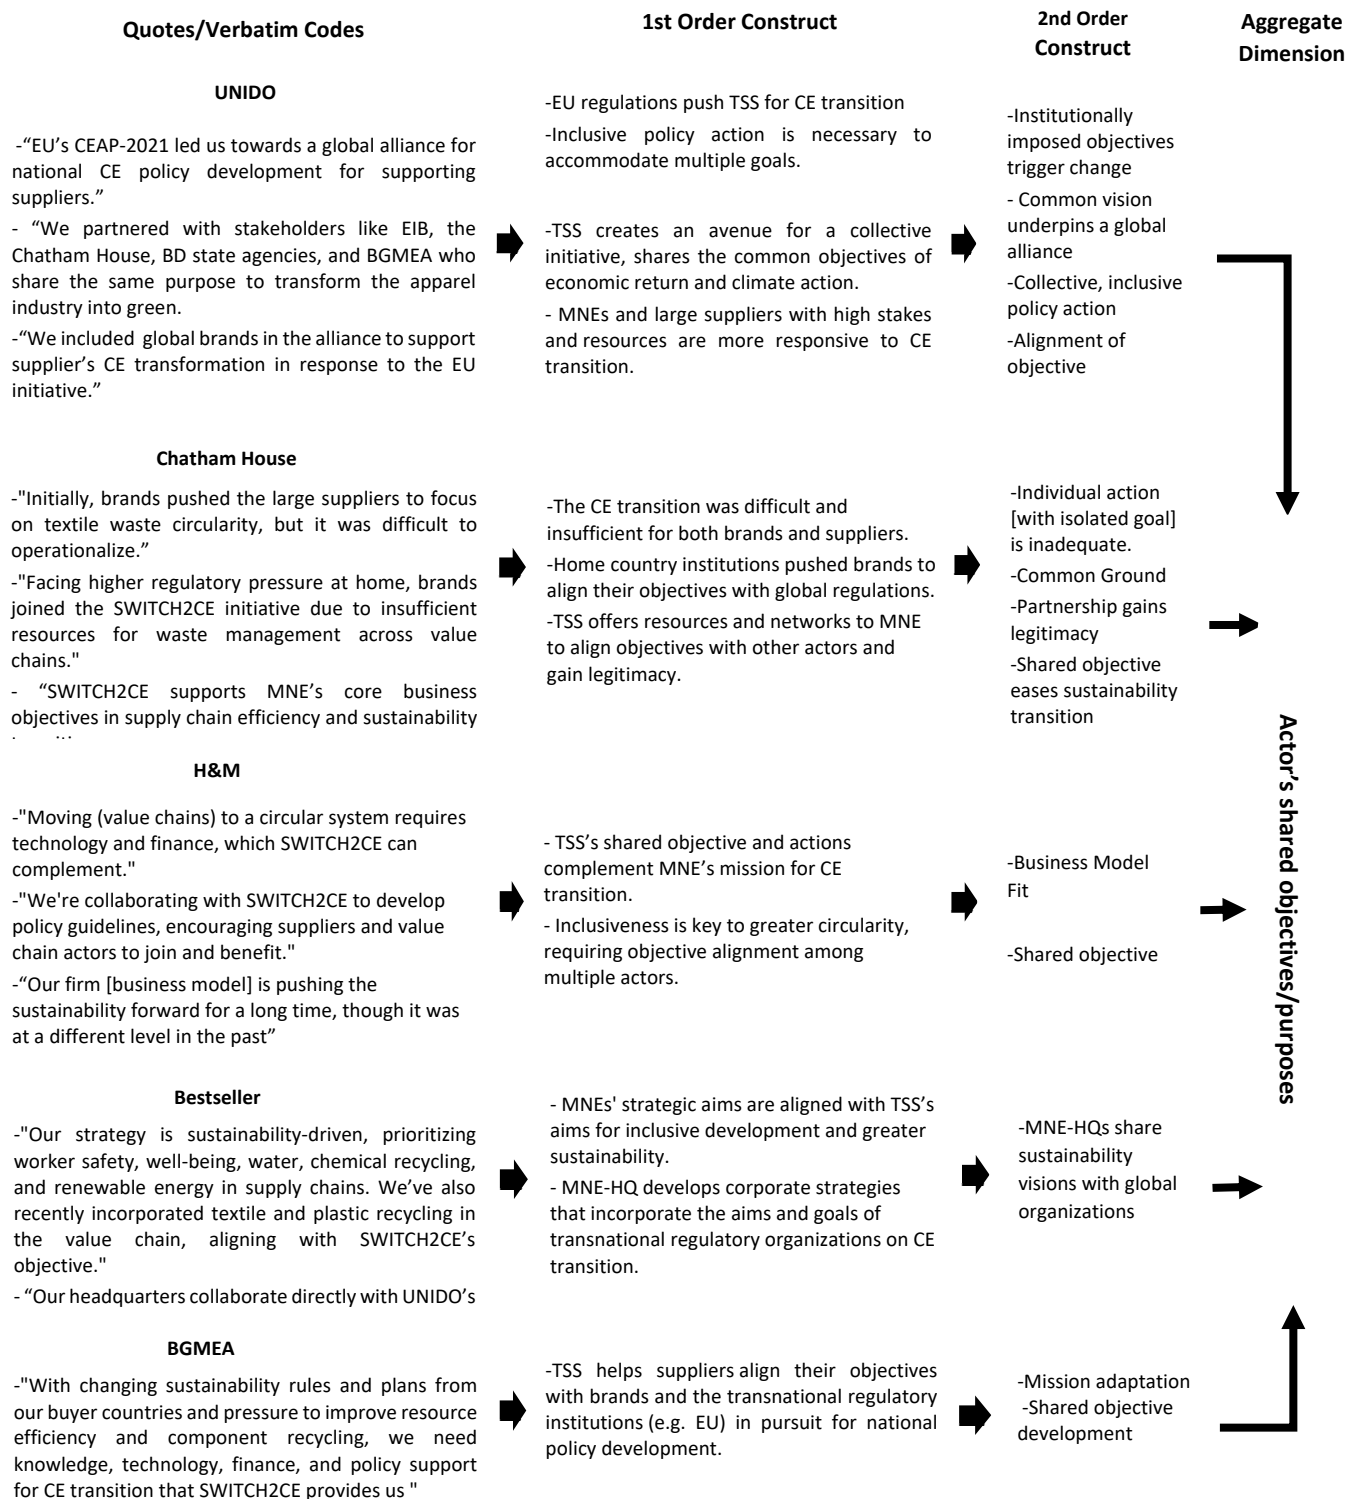 Quotes/Verbatim Codes
1st Order Construct
2nd Order
Construct
Aggregate
Dimension
UNIDO
-“EU’s CEAP-2021 led us towards a global alliance for
national CE policy development for supporting
suppliers.”
- “We partnered with stakeholders like EIB, the
Chatham House, BD state agencies, and BGMEA who
share the same purpose to transform the apparel
industry into green.
-“We included global brands in the alliance to support
supplier’s CE transformation in response to the EU
initiative.”
-EU regulations push TSS for CE transition
-Inclusive policy action is necessary to
accommodate multiple goals.
-TSS creates an avenue for a collective
initiative, shares the common objectives of
economic return and climate action.
- MNEs and large suppliers with high stakes
and resources are more responsive to CE
transition.
-Institutionally
imposed objectives
trigger change
- Common vision
underpins a global
alliance
-Collective, inclusive
policy action
-Alignment of
objective
Chatham House
-"Initially, brands pushed the large suppliers to focus
on textile waste circularity, but it was difficult to
operationalize.”
-"Facing higher regulatory pressure at home, brands
joined the SWITCH2CE initiative due to insufficient
resources for waste management across value
chains."
- “SWITCH2CE supports MNE’s core business
objectives in supply chain efficiency and sustainability
-The CE transition was difficult and
insufficient for both brands and suppliers.
-Home country institutions pushed brands to
align their objectives with global regulations.
-TSS offers resources and networks to MNE
to align objectives with other actors and
gain legitimacy.
-Individual action
[with isolated goal]
is inadequate.
-Common Ground
-Partnership gains
legitimacy
-Shared objective
eases sustainability
transition
H&M
-"Moving (value chains) to a circular system requires
technology and finance, which SWITCH2CE can
complement."
-"We're collaborating with SWITCH2CE to develop
policy guidelines, encouraging suppliers and value
chain actors to join and benefit."
-“Our firm [business model] is pushing the
sustainability forward for a long time, though it was
at a different level in the past”
- TSS’s shared objective and actions
complement MNE’s mission for CE
transition.
- Inclusiveness is key to greater circularity,
requiring objective alignment among
multiple actors.
-Business Model
Fit
-Shared objective
Actor’s shared objectives/purposes
Bestseller
-"Our strategy is sustainability-driven, prioritizing
worker safety, well-being, water, chemical recycling,
and renewable energy in supply chains. We’ve also
recently incorporated textile and plastic recycling in
the value chain, aligning with SWITCH2CE’s
objective."
- “Our headquarters collaborate directly with UNIDO’s
- MNEs' strategic aims are aligned with TSS’s
aims for inclusive development and greater
sustainability.
- MNE-HQ develops corporate strategies
that incorporate the aims and goals of
transnational regulatory organizations on CE
transition.
-MNE-HQs share
sustainability
visions with global
organizations
BGMEA
-"With changing sustainability rules and plans from
our buyer countries and pressure to improve resource
efficiency and component recycling, we need
knowledge, technology, finance, and policy support
for CE transition that SWITCH2CE provides us "
-TSS helps suppliers align their objectives
with brands and the transnational regulatory
institutions (e.g. EU) in pursuit for national
policy development.
-Mission adaptation
-Shared objective
development